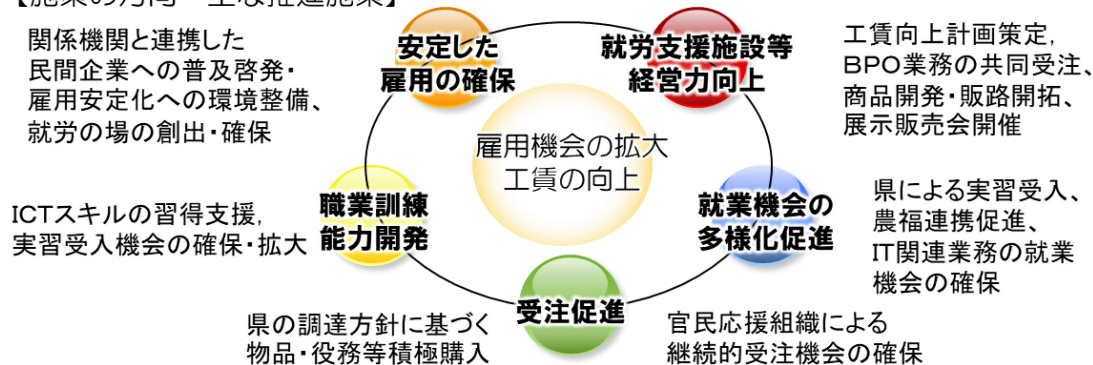 【施策の方向・主な推進施策】
関係機関と連携した
民間企業への普及啓発・
雇用安定化への環境整備、
就労の場の創出・確保
安定した
雇用の確保
就労支援施設等
経営力向上
工賃向上計画策定,
BPO業務の共同受注、
商品開発・販路開拓、
展示販売会開催
雇用機会の拡大
工賃の向上
ICTスキルの習得支援,
実習受入機会の確保・拡大
職業訓練
能力開発
就業機会の
多様化促進
県による実習受入、
農福連携促進、
IT関連業務の就業
機会の確保
受注促進
県の調達方針に基づく
物品・役務等積極購入
官民応援組織による
継続的受注機会の確保